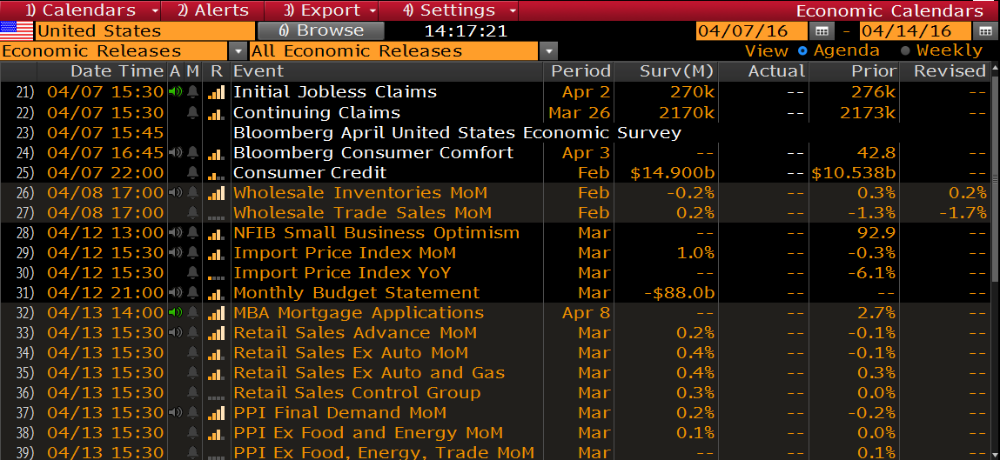 1) Calendars 2) Alerts 3) Export 4) Settings Economic Calendars
United States 6) Browse 14:17:21 04/07/16 - 04/14/16
Economic Releases All Economic Releases View Agenda Weekly
Date Time A M R Event Period Surv(M) Actual Prior Revised
21) 04/07 15:30 Initial Jobless Claims Apr 2 270k -- 276k --
22) 04/07 15:30 Continuing Claims Mar 26 2170k -- 2173k --
23) 04/07 15:45 Bloomberg April United States Economic Survey
24) 04/07 16:45 Bloomberg Consumer Comfort Apr 3 -- -- 42.8 --
25) 04/07 22:00 Consumer Credit Feb $14.900b -- $10.538b --
26) 04/08 17:00 Wholesale Inventories MoM Feb -0.2% -- 0.3% 0.2%
27) 04/08 17:00 Wholesale Trade Sales MoM Feb 0.2% -- -1.3% -1.7%
28) 04/12 13:00 NFIB Small Business Optimism Mar -- -- 92.9 --
29) 04/12 15:30 Import Price Index MoM Mar 1.0% -- -0.3% --
30) 04/12 15:30 Import Price Index YoY Mar -- -- -6.1% --
31) 04/12 21:00 Monthly Budget Statement Mar -$88.0b -- -- --
32) 04/13 14:00 MBA Mortgage Applications Apr 8 -- -- 2.7% --
33) 04/13 15:30 Retail Sales Advance MoM Mar 0.2% -- -0.1% --
34) 04/13 15:30 Retail Sales Ex Auto MoM Mar 0.4% -- -0.1% --
35) 04/13 15:30 Retail Sales Ex Auto and Gas Mar 0.4% -- 0.3% --
36) 04/13 15:30 Retail Sales Control Group Mar 0.3% -- 0.0% --
37) 04/13 15:30 PPI Final Demand MoM Mar 0.2% -- -0.2% --
38) 04/13 15:30 PPI Ex Food and Energy MoM Mar 0.1% -- 0.0% --
39) 04/13 15:30 PPI Ex Food, Energy, Trade MoM Mar -- -- 0.1% --